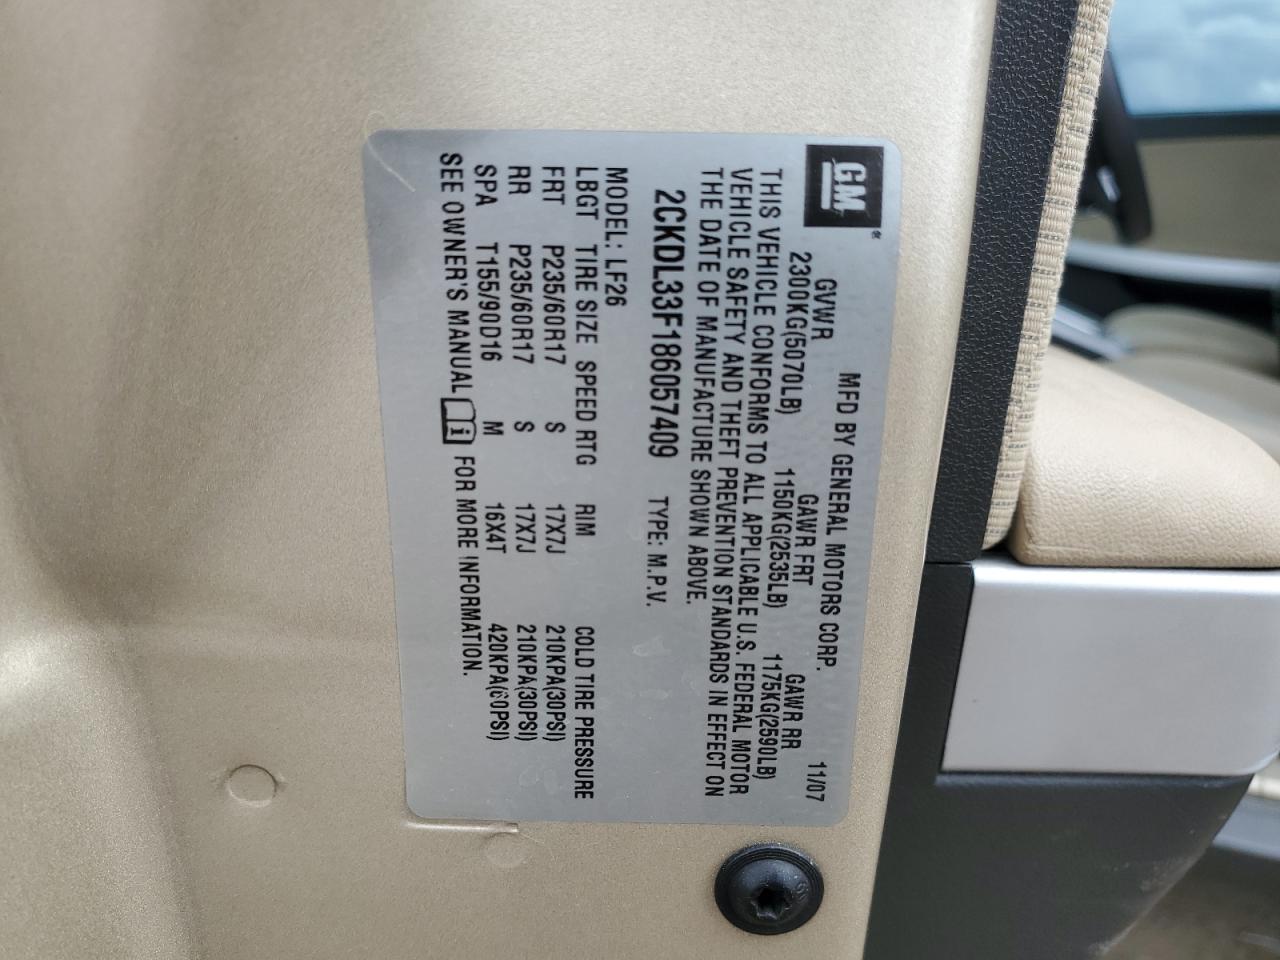 GM®
MFD BY GENERAL MOTORS CORP. 11/07
GVWR GAWR FRT GAWR RR
2300KG(5070LB) 1150KG(2535LB) 1175KG(2590LB)
THIS VEHICLE CONFORMS TO ALL APPLICABLE U.S. FEDERAL MOTOR
VEHICLE SAFETY AND THEFT PREVENTION STANDARDS IN EFFECT ON
THE DATE OF MANUFACTURE SHOWN ABOVE.
2CKDL33F186057409 TYPE: M.P.V.
MODEL: LF26
LBGT TIRE SIZE SPEED RTG RIM COLD TIRE PRESSURE
FRT P235/60R17 S 17X7J 210KPA(30PSI)
RR P235/60R17 S 17X7J 210KPA(30PSI)
SPA T155/90D16 M 16X4T 420KPA(60PSI)
SEE OWNER'S MANUAL i FOR MORE INFORMATION.